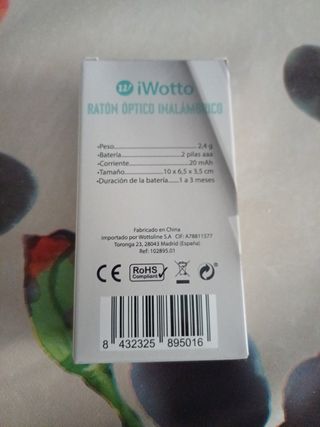 iWotto
RATÓN ÓPTICO INALÁMBRICO
•Peso 2,4 g
•Batería 2 pilas aaa
•Corriente 20 mAh
•Tamaño 10 x 6,5 x 3,5 cm
•Duración de la batería 1 a 3 meses
Fabricado en China
importado por Wottoline S.A CIF: A78811577
Toronga 23, 28043 Madrid (España)
Ref: 102895.01
CE
RoHS
Compliant
8 432325 895016